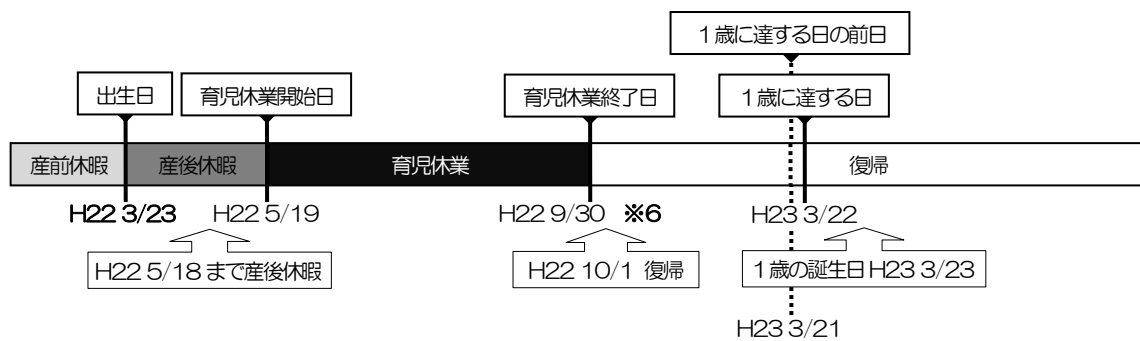 1歳に達する日の前日
出生日
育児休業開始日
育児休業終了日
1歳に達する日
産前休暇
産後休暇
育児休業
復帰
H22 3/23
H22 5/19
H22 9/30 ※6
H23 3/22
H22 5/18 まで産後休暇
H22 10/1 復帰
1歳の誕生日H23 3/23
H23 3/21